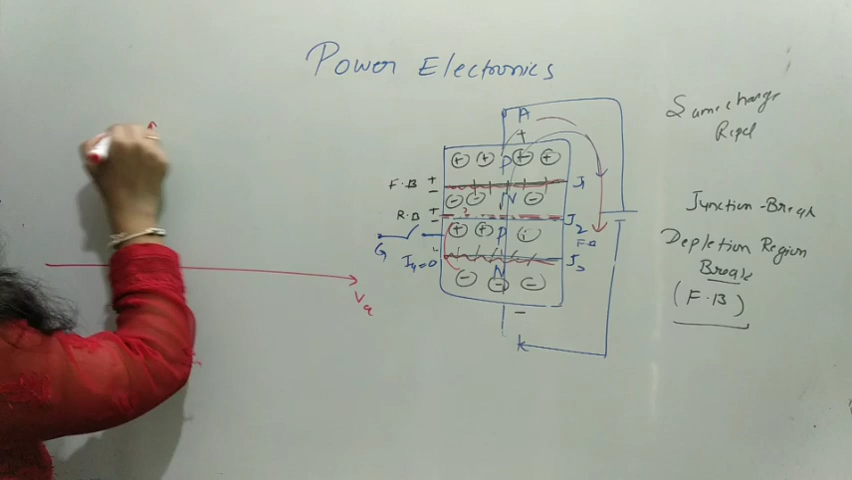 Power Electronics
A
+
+ + P + +
F.B + J1
-
- - N -
R.B + J2
-
+ + P
F.B
G
Ig=0 J3
- N - -
-
k
Va
Same charge
Repel
Junction-Break
Depletion Region
Break
(F.B)